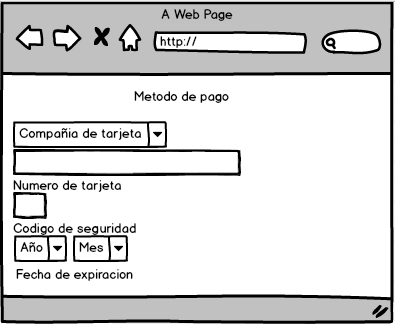 A Web Page
http://
Metodo de pago
Compañia de tarjeta
Numero de tarjeta
Codigo de seguridad
Año Mes
Fecha de expiracion